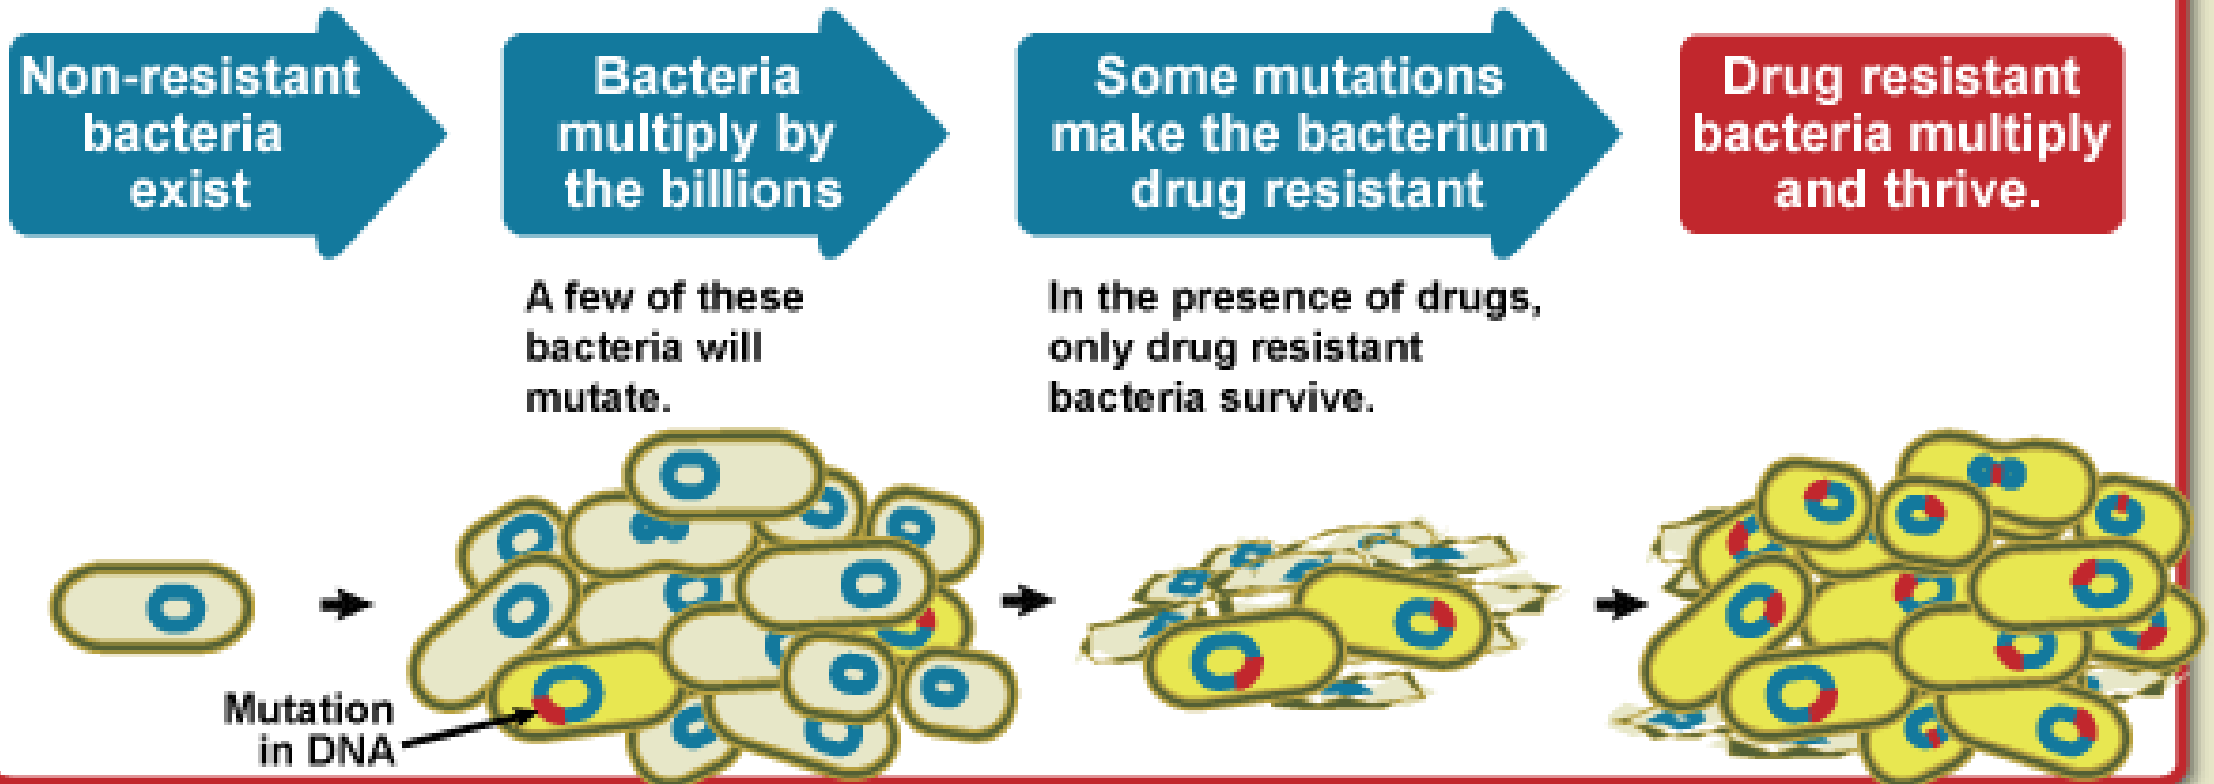 Non-resistant
bacteria
exist
Bacteria
multiply by
the billions
Some mutations
make the bacterium
drug resistant
Drug resistant
bacteria multiply
and thrive.
A few of these
bacteria will
mutate.
In the presence of drugs,
only drug resistant
bacteria survive.
Mutation
in DNA